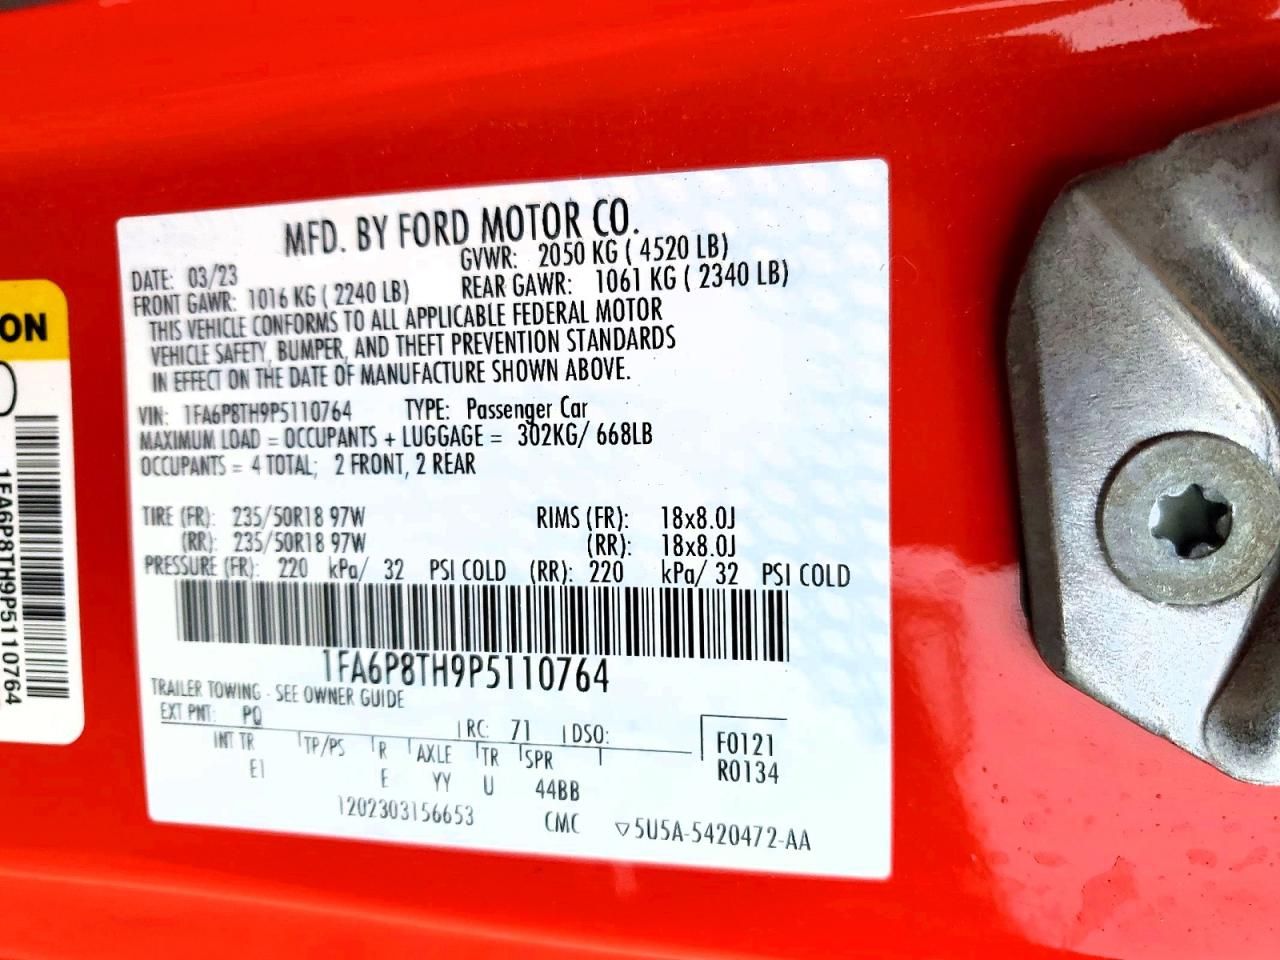 MFD. BY FORD MOTOR CO.
DATE: 03/23 GVWR: 2050 KG ( 4520 LB)
FRONT GAWR: 1016 KG ( 2240 LB) REAR GAWR: 1061 KG ( 2340 LB)
THIS VEHICLE CONFORMS TO ALL APPLICABLE FEDERAL MOTOR
VEHICLE SAFETY, BUMPER, AND THEFT PREVENTION STANDARDS
IN EFFECT ON THE DATE OF MANUFACTURE SHOWN ABOVE.
VIN: 1FA6P8TH9P5110764 TYPE: Passenger Car
MAXIMUM LOAD = OCCUPANTS + LUGGAGE = 302KG/ 668LB
OCCUPANTS = 4 TOTAL; 2 FRONT, 2 REAR
TIRE (FR): 235/50R18 97W RIMS (FR): 18x8.0J
(RR): 235/50R18 97W (RR): 18x8.0J
PRESSURE (FR): 220 kPa/ 32 PSI COLD (RR): 220 kPa/ 32 PSI COLD
1FA6P8TH9P5110764
TRAILER TOWING - SEE OWNER GUIDE
EXT PNT: PQ RC: 71 DSO:
INT TR TP/PS R AXLE TR SPR
E1 E YY U 44BB
F0121
R0134
1202303156653 CMC ▽5U5A-5420472-AA
ON
1FA6P8TH9P5110764